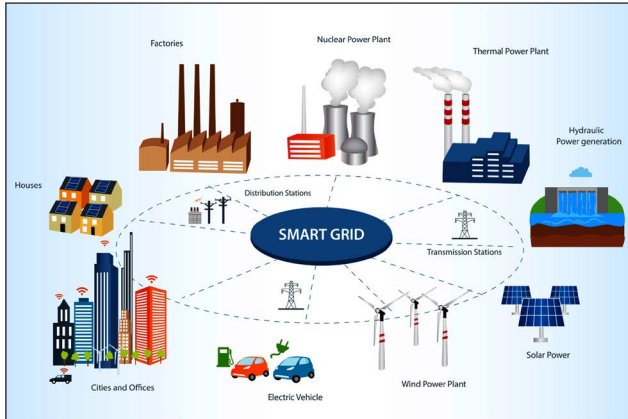 Nuclear Power Plant
Factories
Thermal Power Plant
Hydraulic
Power generation
Houses
Distribution Stations
SMART GRID
Transmission Stations
Solar Power
Cities and Offices
Wind Power Plant
Electric Vehicle